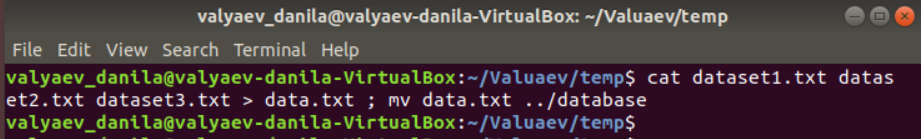 valyaev_danila@valyaev-danila-VirtualBox: ~/Valuaev/temp
File Edit View Search Terminal Help
valyaev_danila@valyaev-danila-VirtualBox:~/Valuaev/temp$ cat dataset1.txt datas
et2.txt dataset3.txt > data.txt ; mv data.txt ../database
valyaev_danila@valyaev-danila-VirtualBox:~/Valuaev/temp$